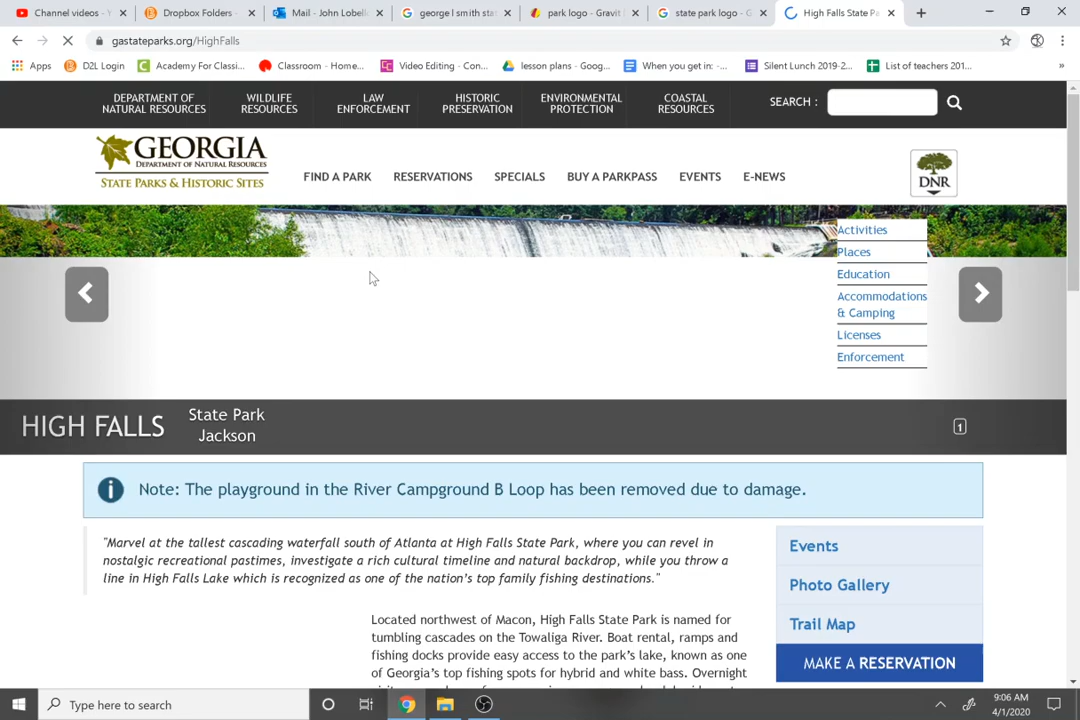 Channel videos - Y
Dropbox Folders -
Mail - John Lobell
george l smith sta
park logo - Gravit
state park logo - G
High Falls State Pa
gastateparks.org/HighFalls
Apps
D2L Login
Academy For Classi...
Classroom - Home...
Video Editing - Con...
lesson plans - Goog...
When you get in: -...
Silent Lunch 2019-2...
List of teachers 201...
»
DEPARTMENT OF
NATURAL RESOURCES
WILDLIFE
RESOURCES
LAW
ENFORCEMENT
HISTORIC
PRESERVATION
ENVIRONMENTAL
PROTECTION
COASTAL
RESOURCES
SEARCH :
GEORGIA
DEPARTMENT OF NATURAL RESOURCES
STATE PARKS & HISTORIC SITES
FIND A PARK
RESERVATIONS
SPECIALS
BUY A PARKPASS
EVENTS
E-NEWS
DNR
Activities
Places
Education
Accommodations
& Camping
Licenses
Enforcement
HIGH FALLS
State Park
Jackson
1
Note: The playground in the River Campground B Loop has been removed due to damage.
"Marvel at the tallest cascading waterfall south of Atlanta at High Falls State Park, where you can revel in
nostalgic recreational pastimes, investigate a rich cultural timeline and natural backdrop, while you throw a
line in High Falls Lake which is recognized as one of the nation's top family fishing destinations."
Events
Photo Gallery
Trail Map
MAKE A RESERVATION
Located northwest of Macon, High Falls State Park is named for
tumbling cascades on the Towaliga River. Boat rental, ramps and
fishing docks provide easy access to the park's lake, known as one
of Georgia's top fishing spots for hybrid and white bass. Overnight
Type here to search
9:06 AM
4/1/2020